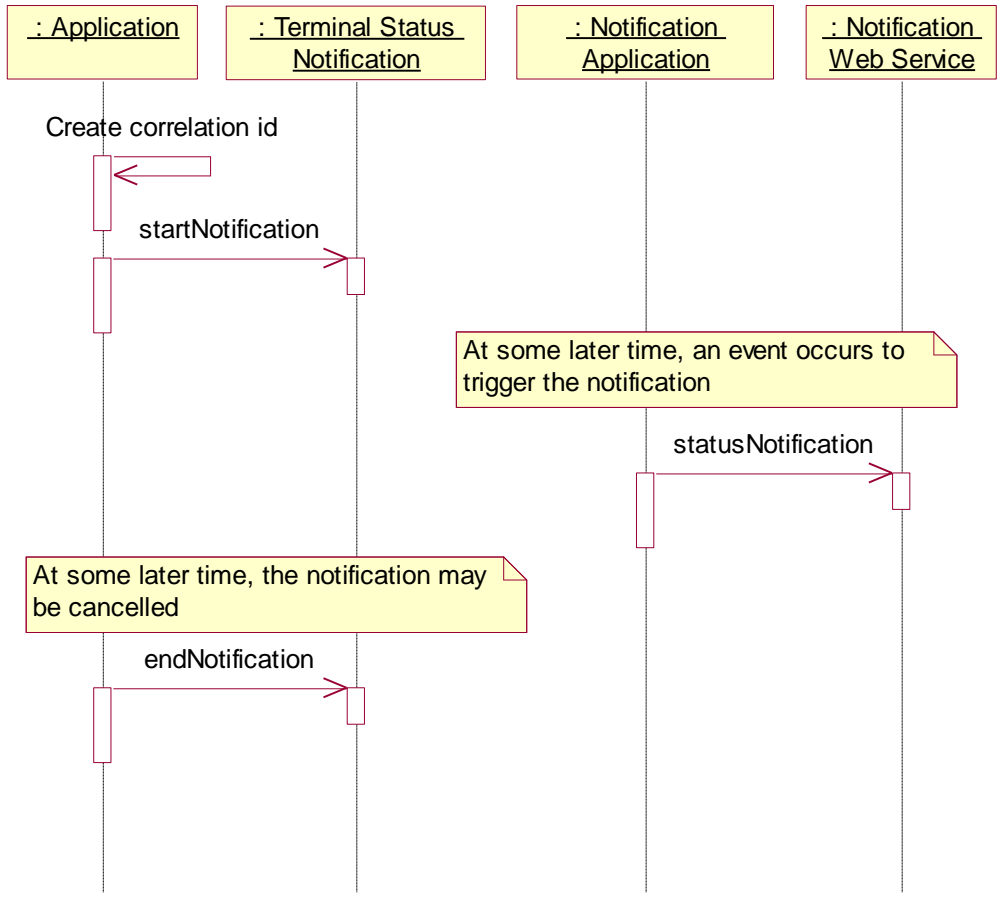 : Application
: Terminal Status
Notification
: Notification
Application
: Notification
Web Service
Create correlation id
startNotification
At some later time, an event occurs to
trigger the notification
statusNotification
At some later time, the notification may
be cancelled
endNotification